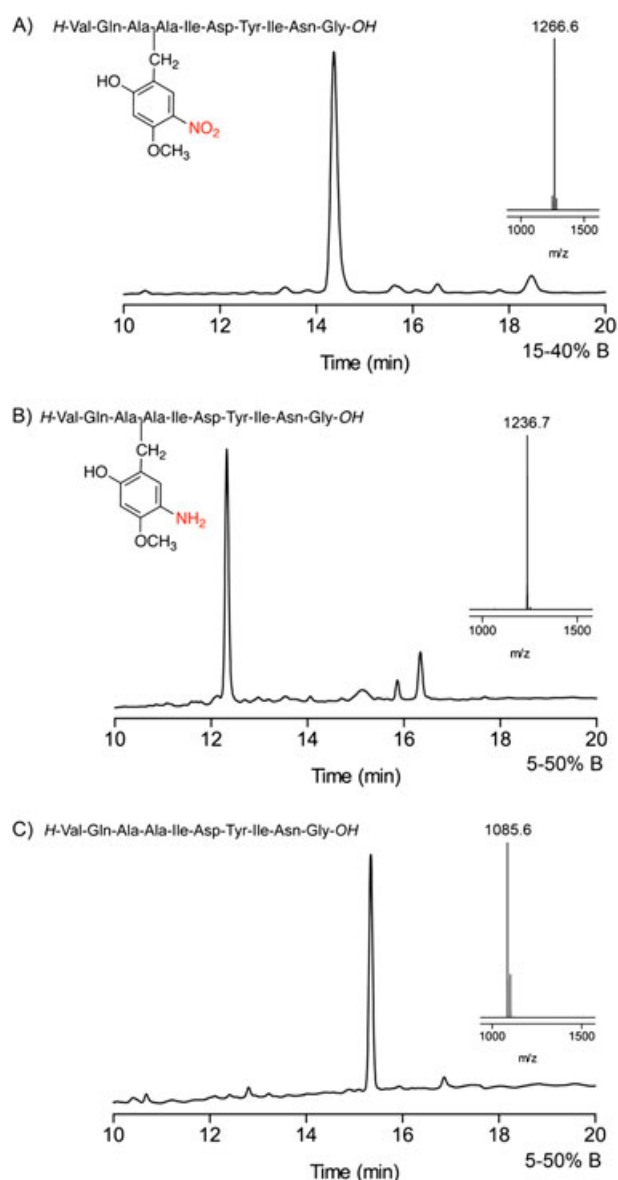 A) H-Val-Gln-Ala-Ala-Ile-Asp-Tyr-Ile-Asn-Gly-OH
1266.6
CH2
HO
NO2
OCH3
1000 1500
m/z
10 12 14 16 18 20
Time (min)
15-40% B
B) H-Val-Gln-Ala-Ala-Ile-Asp-Tyr-Ile-Asn-Gly-OH
1236.7
CH2
HO
NH2
OCH3
1000 1500
m/z
10 12 14 16 18 20
Time (min)
5-50% B
C) H-Val-Gln-Ala-Ala-Ile-Asp-Tyr-Ile-Asn-Gly-OH
1085.6
1000 1500
m/z
10 12 14 16 18 20
Time (min)
5-50% B